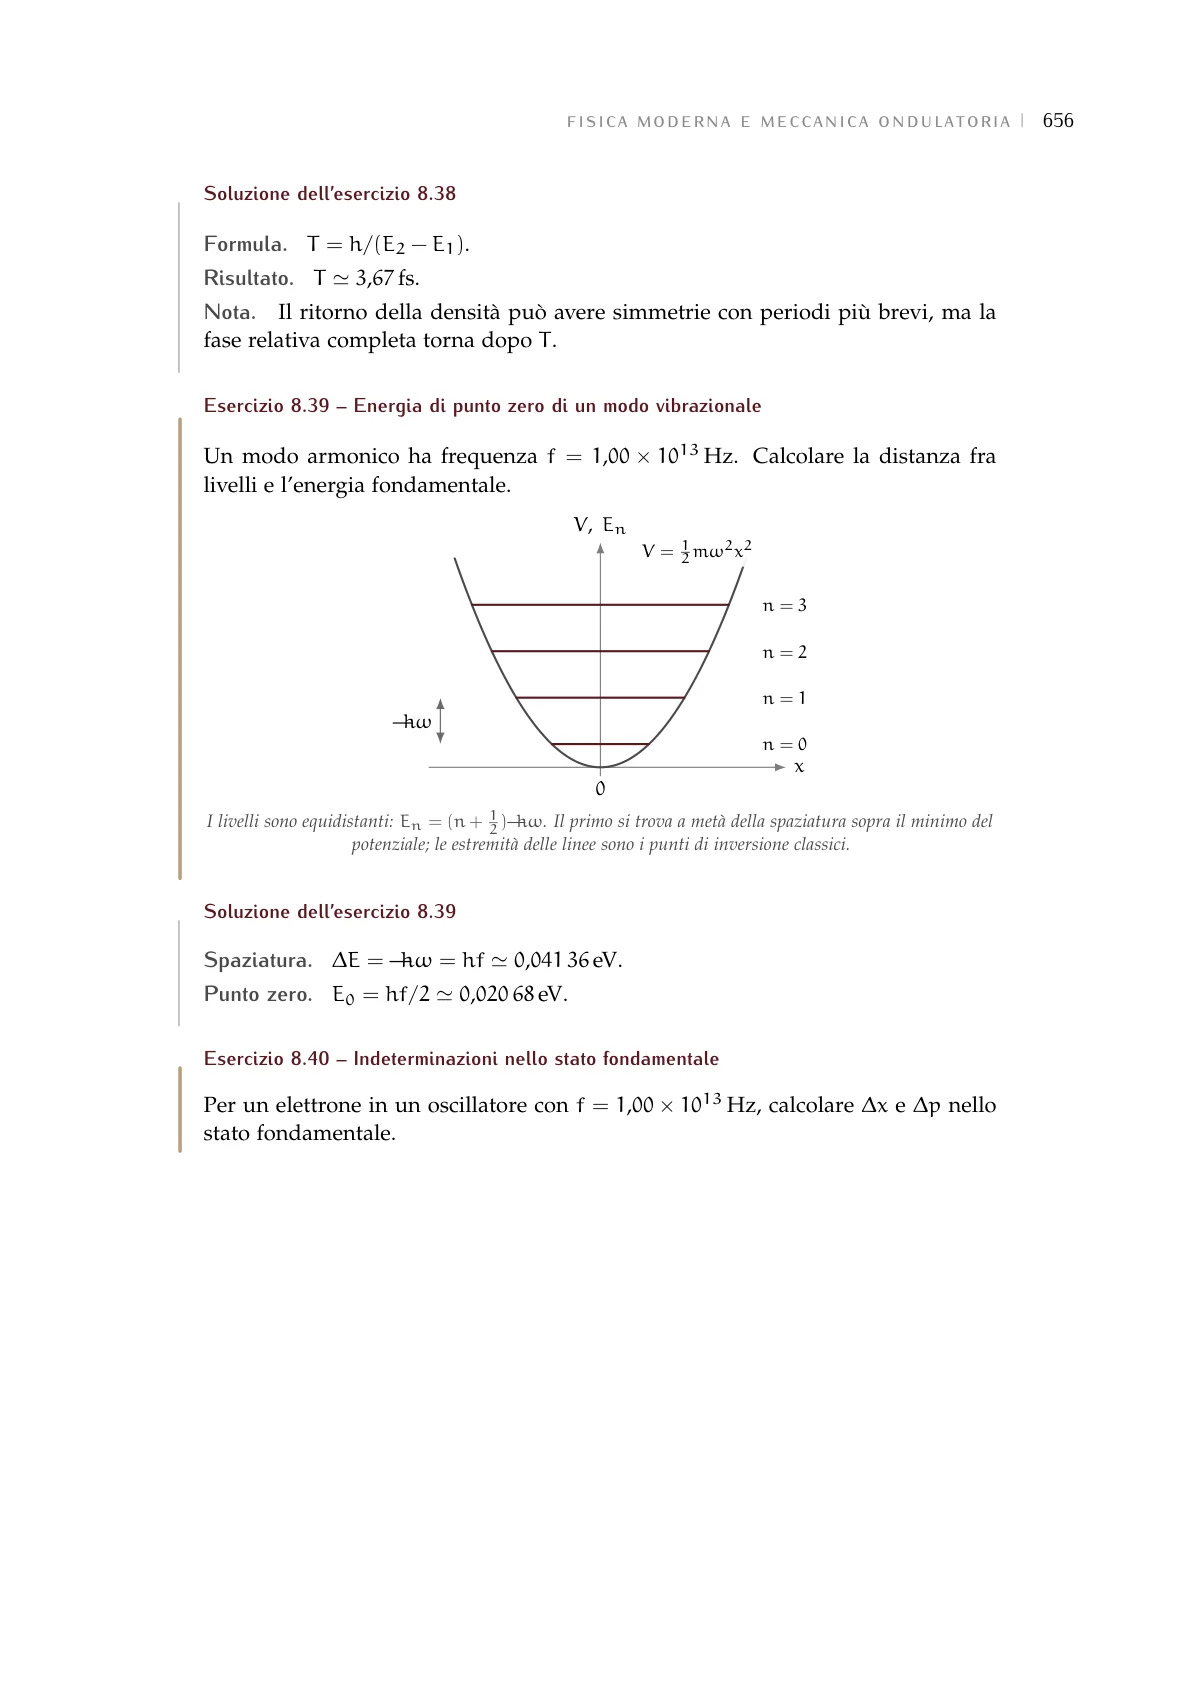 FISICA MODERNA E MECCANICA ONDULATORIA | 656
Soluzione dell'esercizio 8.38
Formula. T = h/(E₂ − E₁).
Risultato. T ≃ 3,67 fs.
Nota. Il ritorno della densità può avere simmetrie con periodi più brevi, ma la
fase relativa completa torna dopo T.
Esercizio 8.39 – Energia di punto zero di un modo vibrazionale
Un modo armonico ha frequenza f = 1,00 × 10¹³ Hz. Calcolare la distanza fra
livelli e l'energia fondamentale.
V, Eₙ
V = ½mω²x²
n = 3
n = 2
n = 1
ħω
n = 0
x
0
I livelli sono equidistanti: Eₙ = (n + ½)ħω. Il primo si trova a metà della spaziatura sopra il minimo del
potenziale; le estremità delle linee sono i punti di inversione classici.
Soluzione dell'esercizio 8.39
Spaziatura. ΔE = ħω = hf ≃ 0,041 36 eV.
Punto zero. E₀ = hf/2 ≃ 0,020 68 eV.
Esercizio 8.40 – Indeterminazioni nello stato fondamentale
Per un elettrone in un oscillatore con f = 1,00 × 10¹³ Hz, calcolare Δx e Δp nello
stato fondamentale.